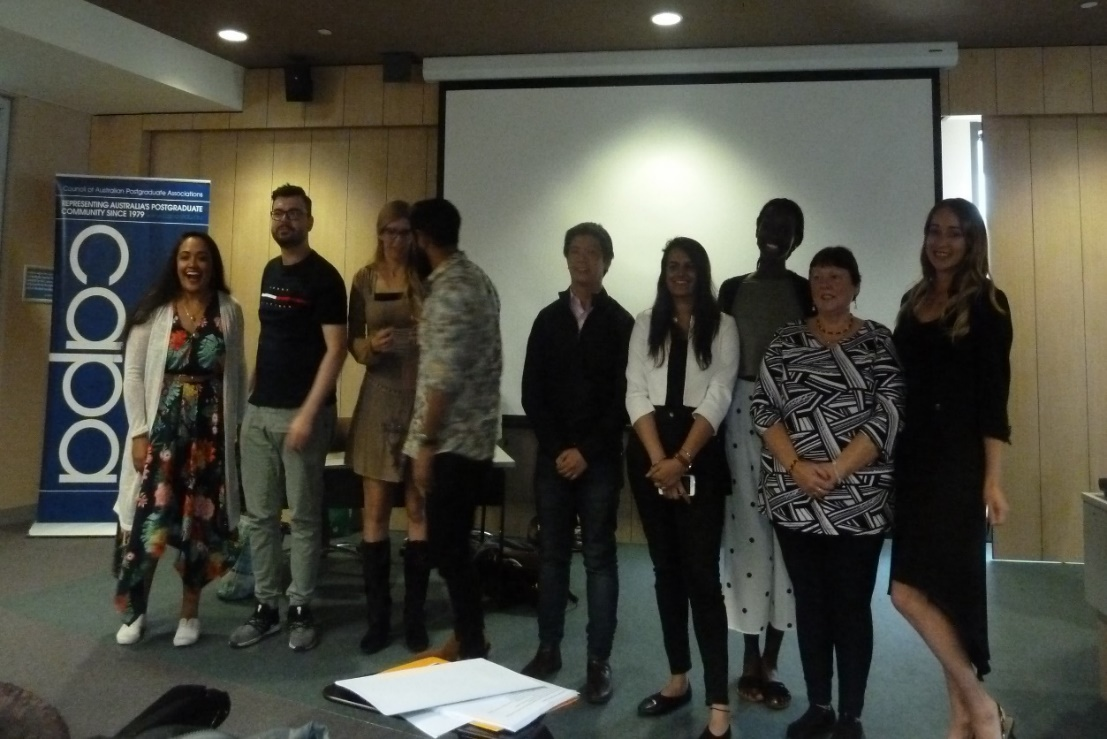 Council of Australian Postgraduate Associations
REPRESENTING AUSTRALIA'S POSTGRADUATE
COMMUNITY SINCE 1979
capa